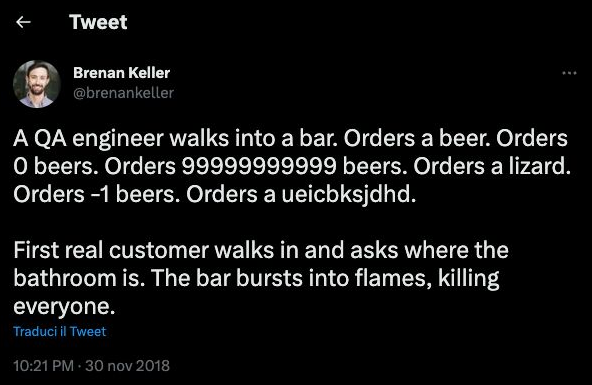 Tweet
Brenan Keller
@brenankeller
A QA engineer walks into a bar. Orders a beer. Orders
0 beers. Orders 99999999999 beers. Orders a lizard.
Orders -1 beers. Orders a ueicbksjdhd.
First real customer walks in and asks where the
bathroom is. The bar bursts into flames, killing
everyone.
Traduci il Tweet
10:21 PM · 30 nov 2018